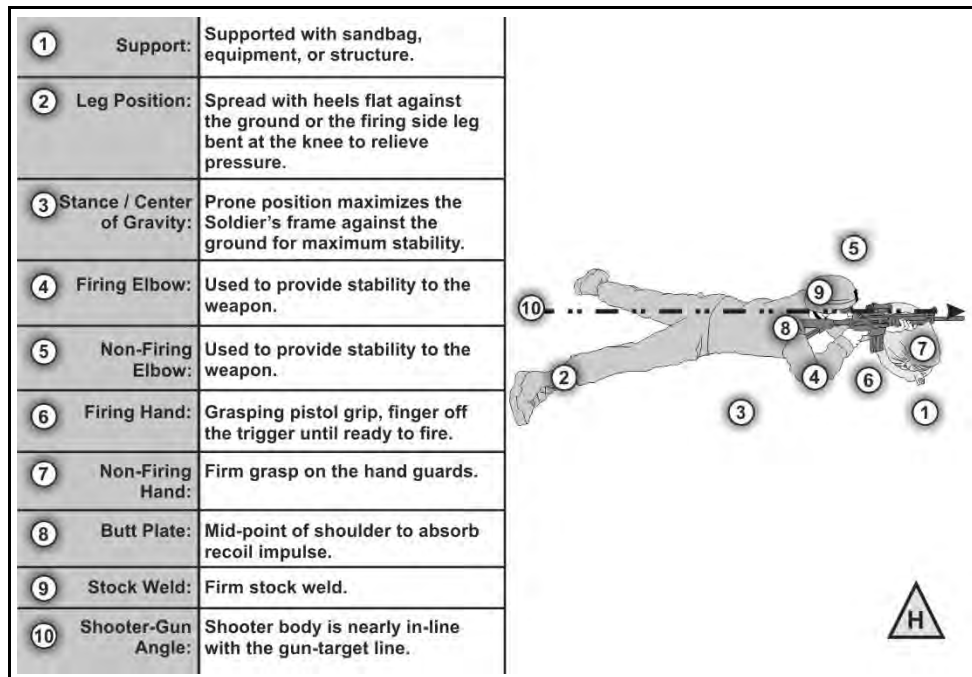 1 Support: Supported with sandbag,
equipment, or structure.
2 Leg Position: Spread with heels flat against
the ground or the firing side leg
bent at the knee to relieve
pressure.
3 Stance / Center
of Gravity:
Prone position maximizes the
Soldier's frame against the
ground for maximum stability.
4 Firing Elbow: Used to provide stability to the
weapon.
5 Non-Firing
Elbow:
Used to provide stability to the
weapon.
6 Firing Hand: Grasping pistol grip, finger off
the trigger until ready to fire.
7 Non-Firing
Hand:
Firm grasp on the hand guards.
8 Butt Plate: Mid-point of shoulder to absorb
recoil impulse.
9 Stock Weld: Firm stock weld.
10 Shooter-Gun
Angle:
Shooter body is nearly in-line
with the gun-target line.
5
9
10
8
7
2
4
6
3
1
H